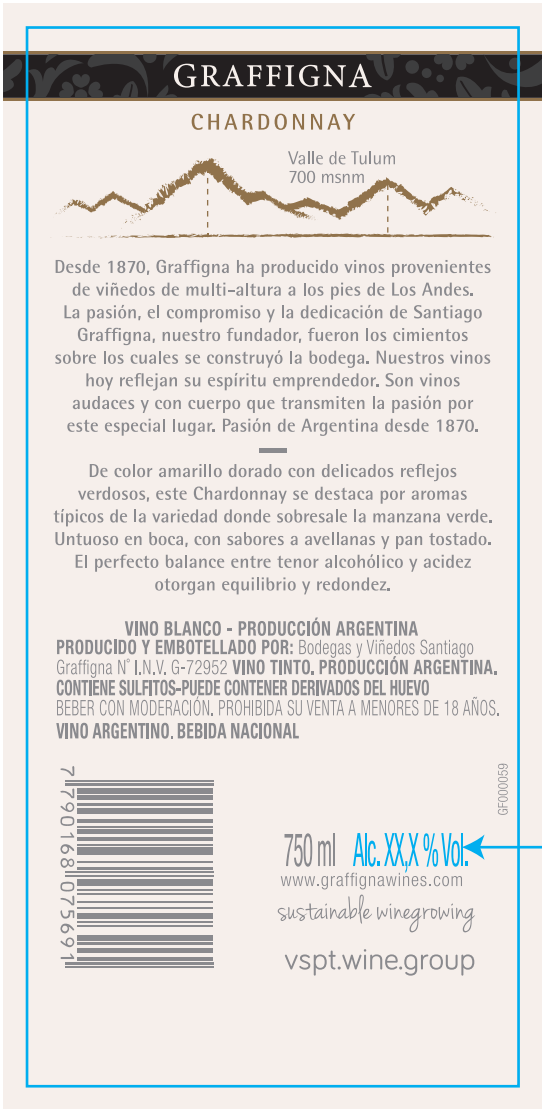 GRAFFIGNA
CHARDONNAY
Valle de Tulum
700 msnm
Desde 1870, Graffigna ha producido vinos provenientes
de viñedos de multi-altura a los pies de Los Andes.
La pasión, el compromiso y la dedicación de Santiago
Graffigna, nuestro fundador, fueron los cimientos
sobre los cuales se construyó la bodega. Nuestros vinos
hoy reflejan su espíritu emprendedor. Son vinos
audaces y con cuerpo que transmiten la pasión por
este especial lugar. Pasión de Argentina desde 1870.
De color amarillo dorado con delicados reflejos
verdosos, este Chardonnay se destaca por aromas
típicos de la variedad donde sobresale la manzana verde.
Untuoso en boca, con sabores a avellanas y pan tostado.
El perfecto balance entre tenor alcohólico y acidez
otorgan equilibrio y redondez.
VINO BLANCO - PRODUCCIÓN ARGENTINA
PRODUCIDO Y EMBOTELLADO POR: Bodegas y Viñedos Santiago
Graffigna N° I.N.V. G-72952 VINO TINTO. PRODUCCIÓN ARGENTINA.
CONTIENE SULFITOS-PUEDE CONTENER DERIVADOS DEL HUEVO
BEBER CON MODERACIÓN. PROHIBIDA SU VENTA A MENORES DE 18 AÑOS.
VINO ARGENTINO. BEBIDA NACIONAL
7 790168 075691
GF000059
750 ml Alc. XX,X % Vol.
www.graffignawines.com
sustainable winegrowing
vspt.wine.group